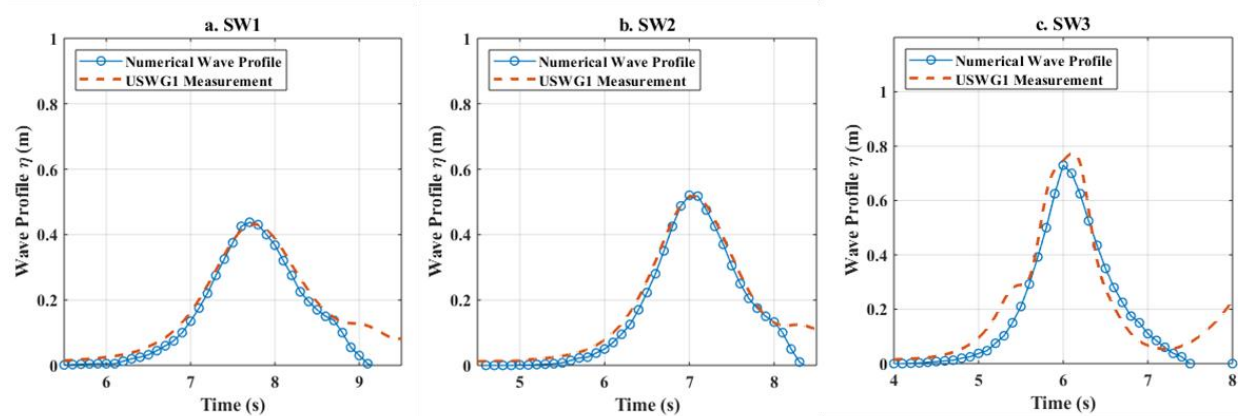 a. SW1
Numerical Wave Profile
USWG1 Measurement
Wave Profile η (m)
1
0.8
0.6
0.4
0.2
0
6 7 8 9
Time (s)
b. SW2
Numerical Wave Profile
USWG1 Measurement
Wave Profile η (m)
1
0.8
0.6
0.4
0.2
0
5 6 7 8
Time (s)
c. SW3
Numerical Wave Profile
USWG1 Measurement
Wave Profile η (m)
1
0.8
0.6
0.4
0.2
0
4 5 6 7 8
Time (s)